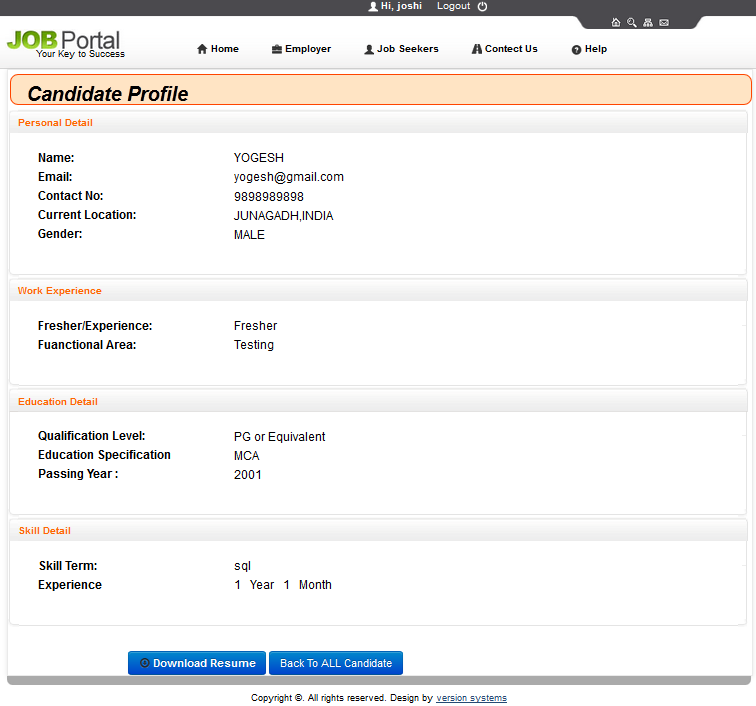 Hi, joshi Logout
JOB Portal
Your Key to Success
Home Employer Job Seekers Contact Us Help
Candidate Profile
Personal Detail
Name: YOGESH
Email: yogesh@gmail.com
Contact No: 9898989898
Current Location: JUNAGADH,INDIA
Gender: MALE
Work Experience
Fresher/Experience: Fresher
Fuanctional Area: Testing
Education Detail
Qualification Level: PG or Equivalent
Education Specification MCA
Passing Year : 2001
Skill Detail
Skill Term: sql
Experience 1 Year 1 Month
Download Resume Back To ALL Candidate
Copyright ©. All rights reserved. Design by version systems